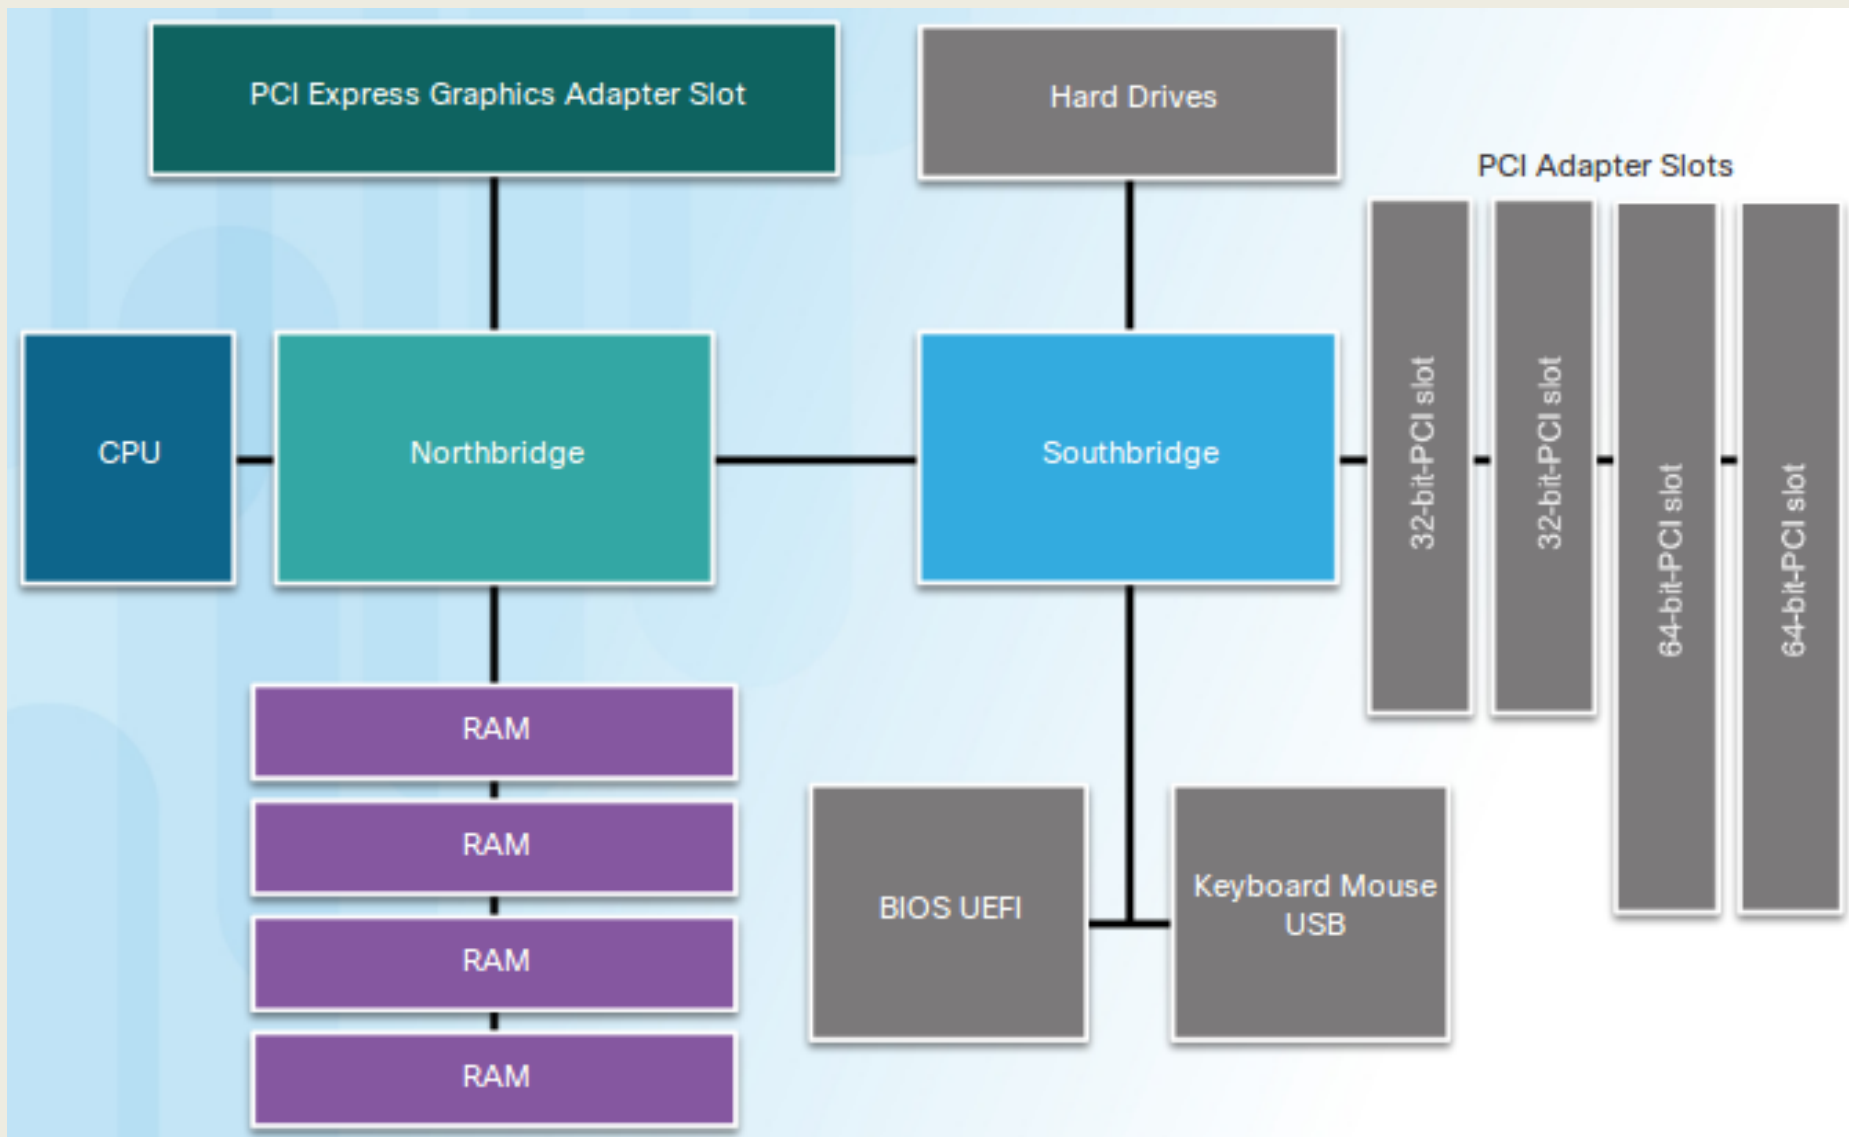 PCI Express Graphics Adapter Slot
Hard Drives
PCI Adapter Slots
CPU
Northbridge
Southbridge
32-bit-PCI slot
32-bit-PCI slot
64-bit-PCI slot
64-bit-PCI slot
RAM
RAM
RAM
RAM
BIOS UEFI
Keyboard Mouse
USB